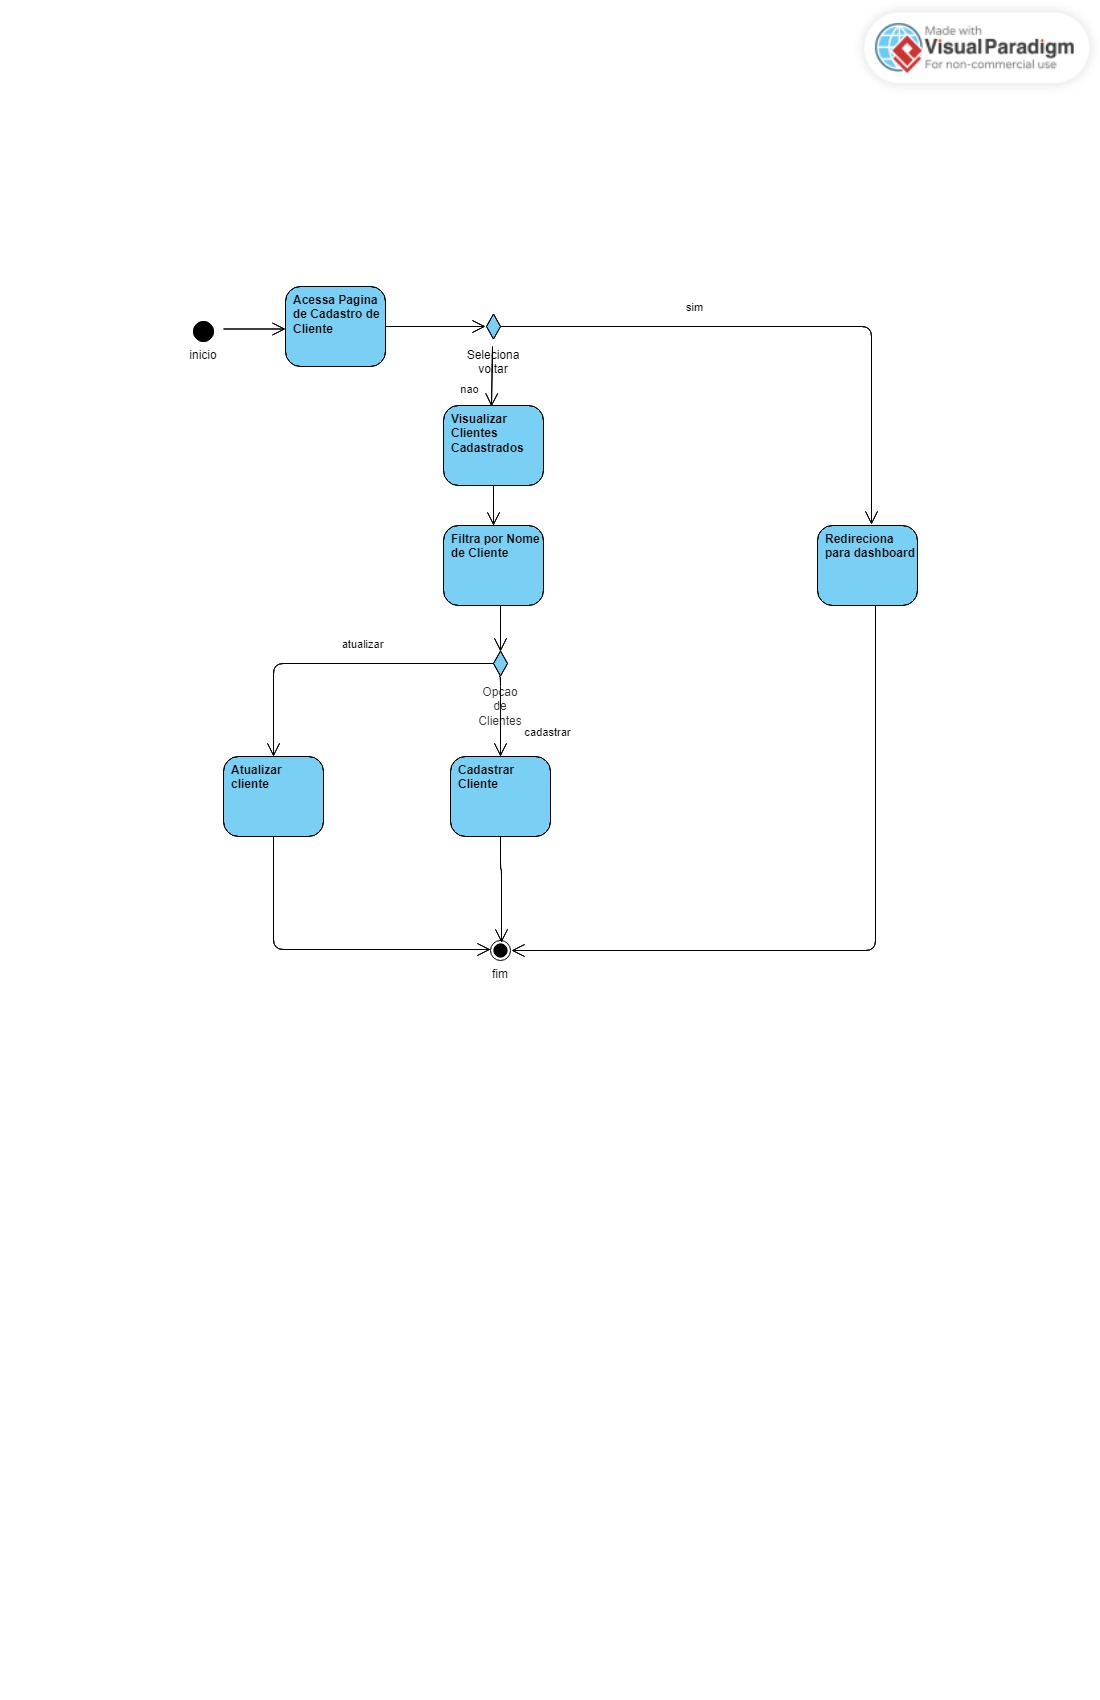 Made with
Visual Paradigm
For non-commercial use
sim
Acessa Pagina
de Cadastro de
Cliente
inicio
Seleciona
voltar
nao
Visualizar
Clientes
Cadastrados
Filtra por Nome
de Cliente
Redireciona
para dashboard
atualizar
Opcao
de
Clientes
cadastrar
Atualizar
cliente
Cadastrar
Cliente
fim